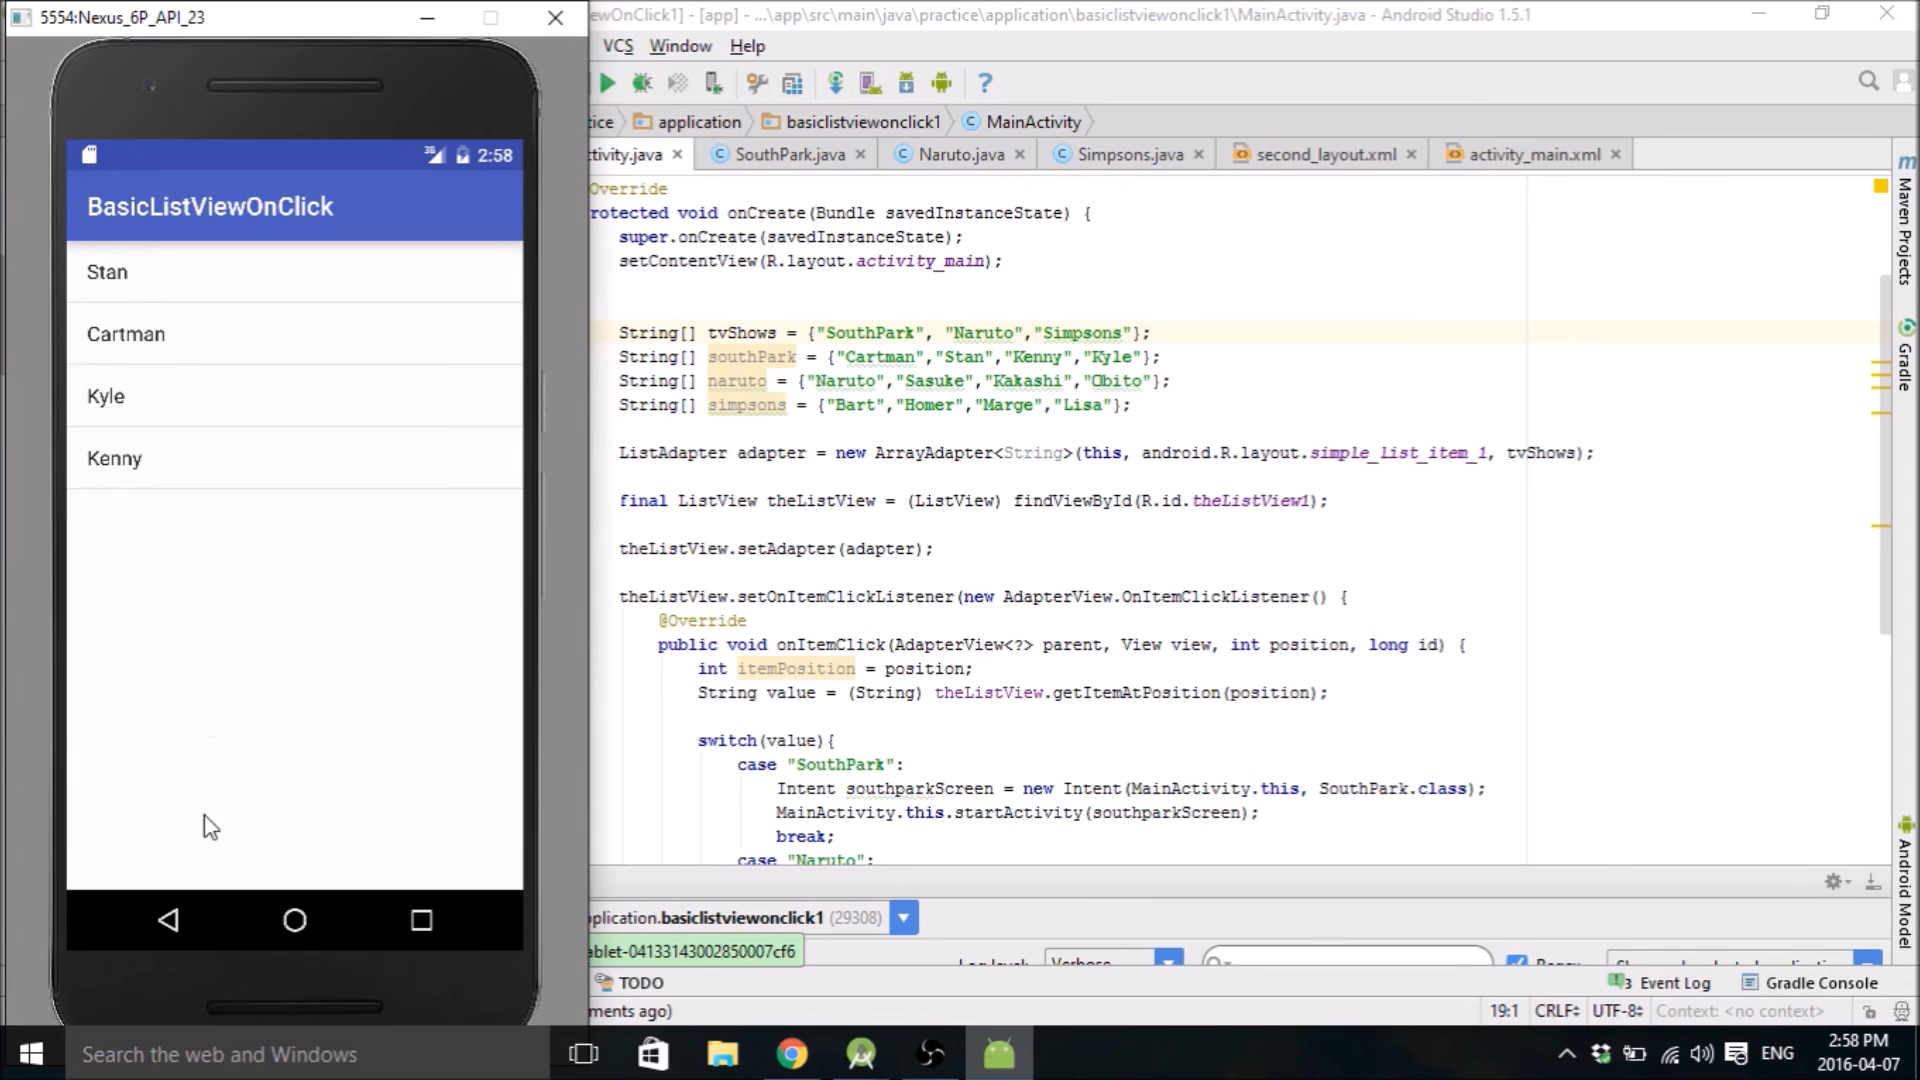 5554:Nexus_6P_API_23
2:58
BasicListViewOnClick
Stan
Cartman
Kyle
Kenny
ewOnClick1] - [app] - ...\app\src\main\java\practice\application\basiclistviewonclick1\MainActivity.java - Android Studio 1.5.1
VCS Window Help
tice application basiclistviewonclick1 MainActivity
tivity.java SouthPark.java Naruto.java Simpsons.java second_layout.xml activity_main.xml
Override
rotected void onCreate(Bundle savedInstanceState) {
super.onCreate(savedInstanceState);
setContentView(R.layout.activity_main);
String[] tvShows = {"SouthPark", "Naruto","Simpsons"};
String[] southPark = {"Cartman","Stan","Kenny","Kyle"};
String[] naruto = {"Naruto","Sasuke","Kakashi","Obito"};
String[] simpsons = {"Bart","Homer","Marge","Lisa"};
ListAdapter adapter = new ArrayAdapter<String>(this, android.R.layout.simple_list_item_1, tvShows);
final ListView theListView = (ListView) findViewById(R.id.theListView1);
theListView.setAdapter(adapter);
theListView.setOnItemClickListener(new AdapterView.OnItemClickListener() {
@Override
public void onItemClick(AdapterView<?> parent, View view, int position, long id) {
int itemPosition = position;
String value = (String) theListView.getItemAtPosition(position);
switch(value){
case "SouthPark":
Intent southparkScreen = new Intent(MainActivity.this, SouthPark.class);
MainActivity.this.startActivity(southparkScreen);
break;
case "Naruto":
Maven Projects
Gradle
Android Model
plication.basiclistviewonclick1 (29308)
ablet-04133143002850007cf6
Log level: Verbose
TODO
3 Event Log Gradle Console
ments ago)
19:1 CRLF UTF-8 Context: <no context>
Search the web and Windows
ENG
2:58 PM
2016-04-07